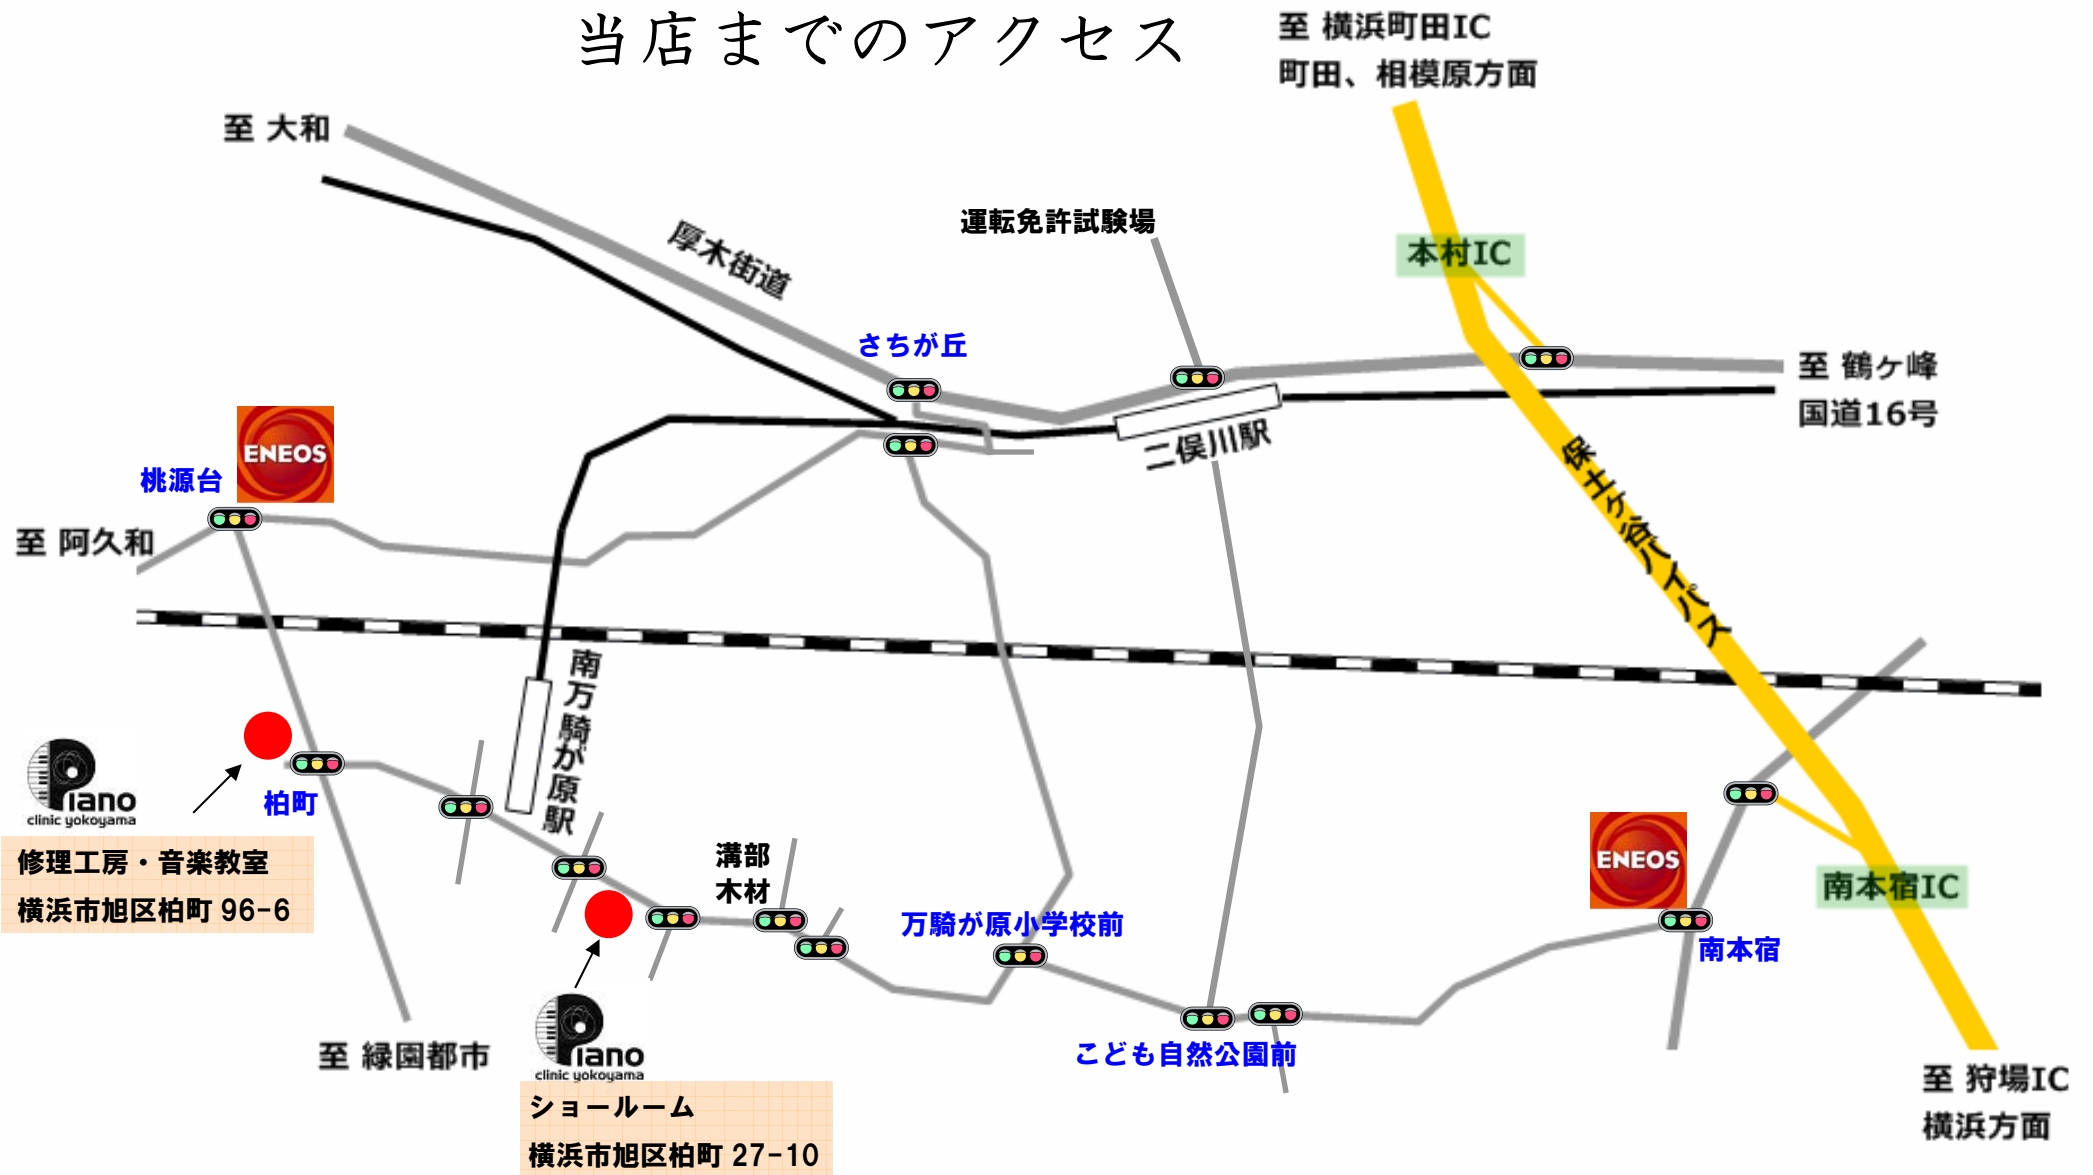 当店までのアクセス
至 横浜町田IC
町田、相模原方面
至 大和
厚木街道
運転免許試験場
本村IC
さちが丘
至 鶴ヶ峰
国道16号
二俣川駅
保土ヶ谷バイパス
ENEOS
桃源台
至 阿久和
南万騎が原駅
Piano
clinic yokoyama
柏町
修理工房・音楽教室
横浜市旭区柏町 96-6
溝部
木材
万騎が原小学校前
ENEOS
南本宿IC
南本宿
Piano
clinic yokoyama
至 緑園都市
こども自然公園前
ショールーム
横浜市旭区柏町 27-10
至 狩場IC
横浜方面